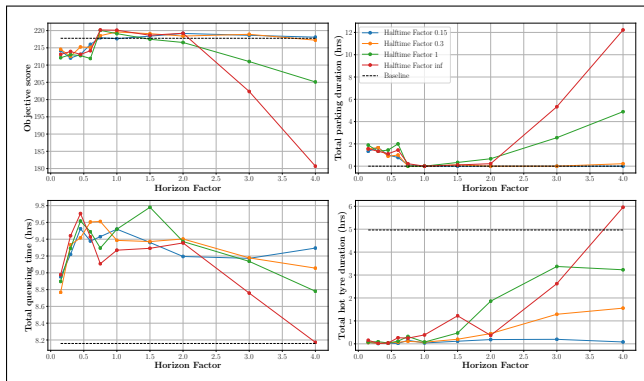 220
215
210
205
200
195
190
185
180
Objective score
0.0 0.5 1.0 1.5 2.0 2.5 3.0 3.5 4.0
Horizon Factor
12
10
8
6
4
2
0
Total parking duration (hrs)
Halftime Factor 0.15
Halftime Factor 0.3
Halftime Factor 1
Halftime Factor inf
Baseline
0.0 0.5 1.0 1.5 2.0 2.5 3.0 3.5 4.0
Horizon Factor
9.8
9.6
9.4
9.2
9.0
8.8
8.6
8.4
8.2
Total queueing time (hrs)
0.0 0.5 1.0 1.5 2.0 2.5 3.0 3.5 4.0
Horizon Factor
6
5
4
3
2
1
0
Total hot tyre duration (hrs)
0.0 0.5 1.0 1.5 2.0 2.5 3.0 3.5 4.0
Horizon Factor